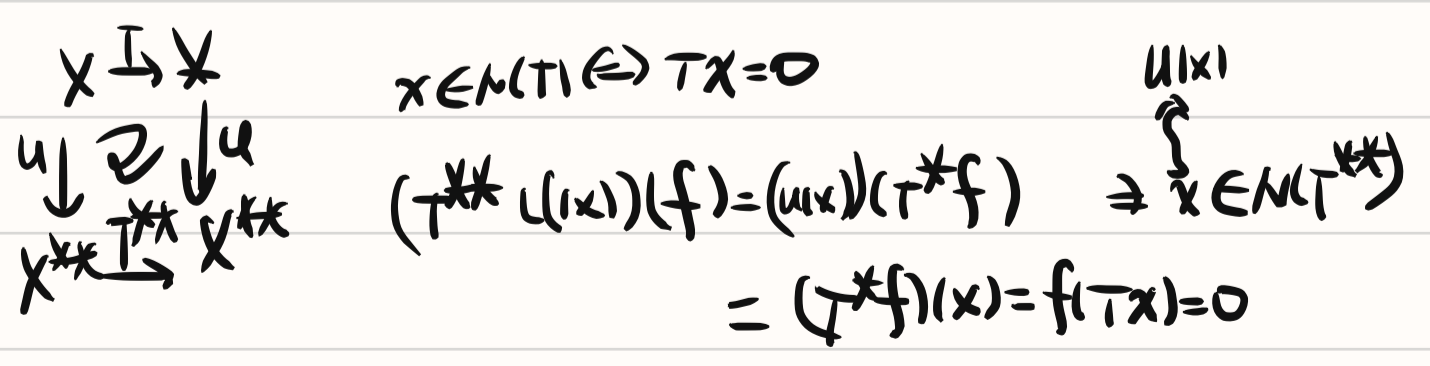 X T→ X x∈N(T) ⇔ Tx=0 u(x)
u↓ ↓u (T** u(x))(f)=(u(x))(T*f) ⇒ x∈N(T**)
X** T**→ X** = (T*f)(x)=f(Tx)=0